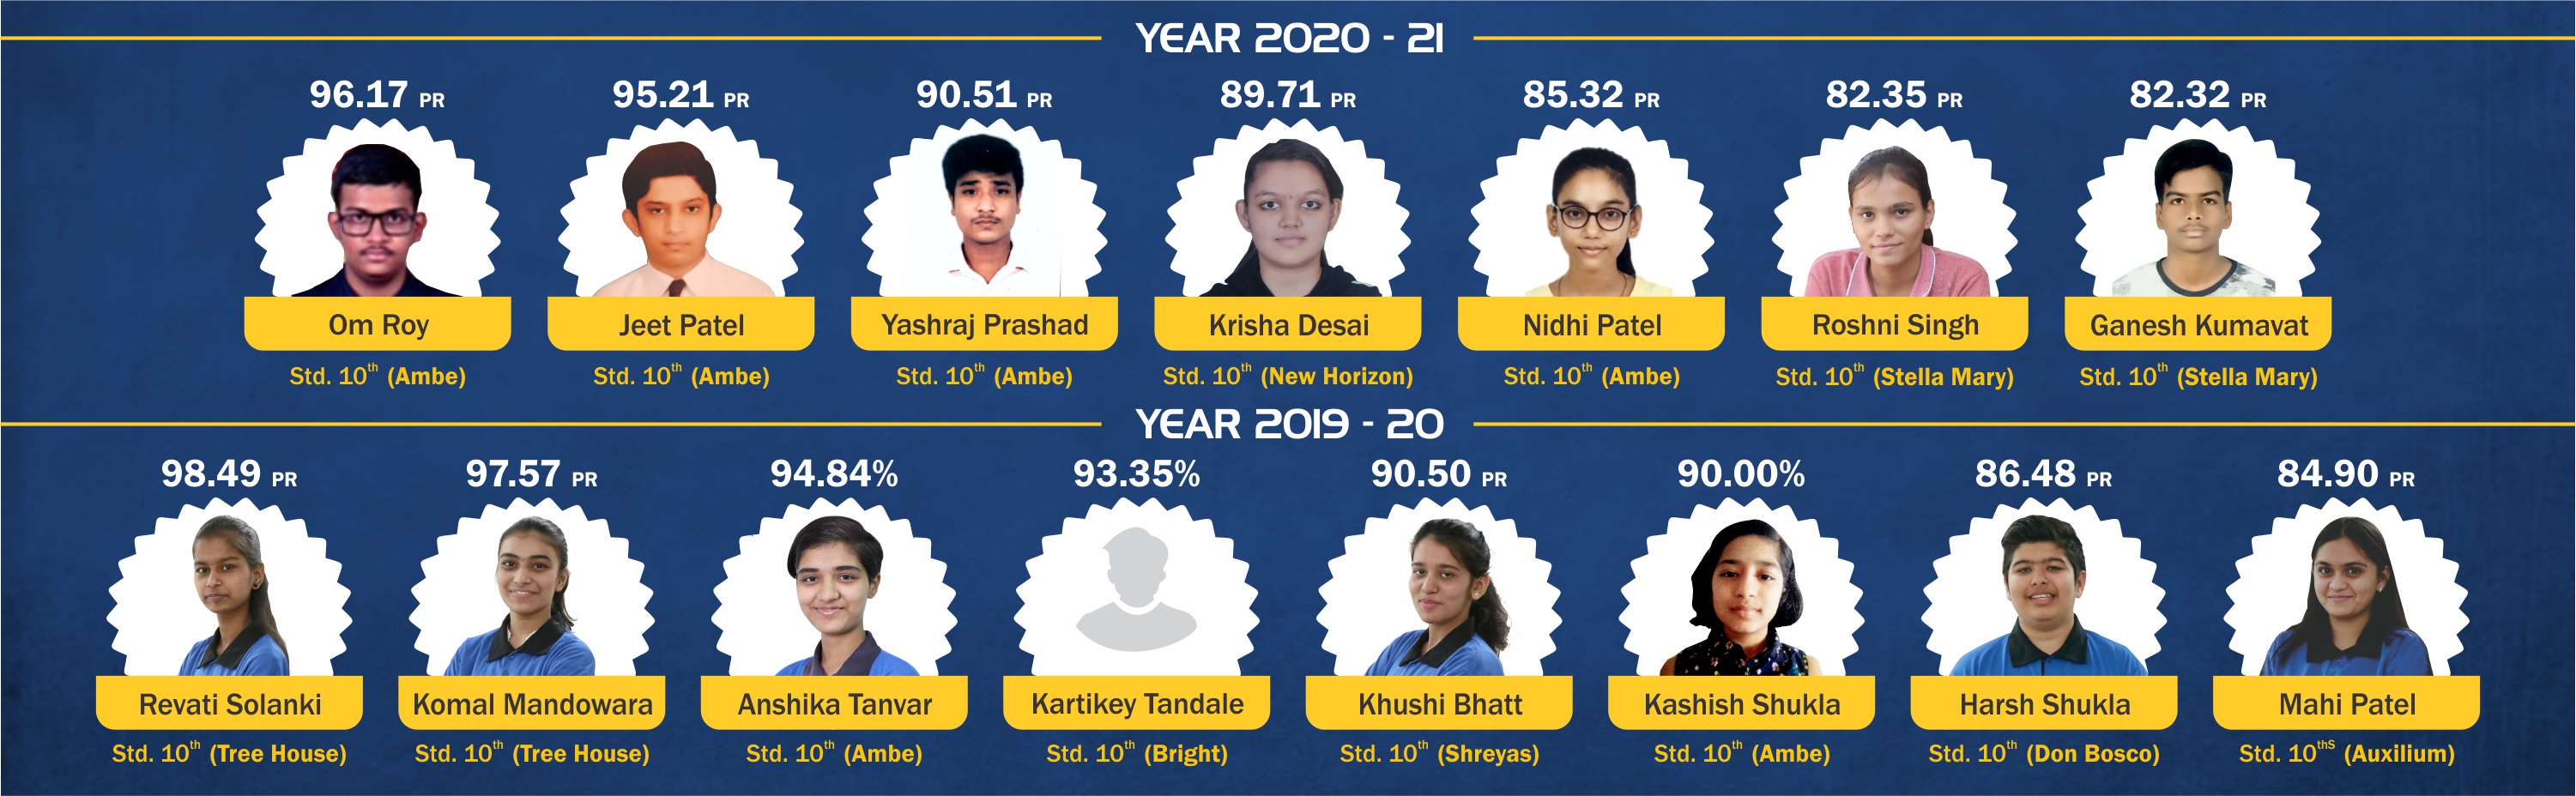 YEAR 2020 - 21
96.17 PR
95.21 PR
90.51 PR
89.71 PR
85.32 PR
82.35 PR
82.32 PR
Om Roy
Jeet Patel
Yashraj Prashad
Krisha Desai
Nidhi Patel
Roshni Singh
Ganesh Kumavat
Std. 10th (Ambe)
Std. 10th (Ambe)
Std. 10th (Ambe)
Std. 10th (New Horizon)
Std. 10th (Ambe)
Std. 10th (Stella Mary)
Std. 10th (Stella Mary)
YEAR 2019 - 20
98.49 PR
97.57 PR
94.84%
93.35%
90.50 PR
90.00%
86.48 PR
84.90 PR
Revati Solanki
Komal Mandowara
Anshika Tanvar
Kartikey Tandale
Khushi Bhatt
Kashish Shukla
Harsh Shukla
Mahi Patel
Std. 10th (Tree House)
Std. 10th (Tree House)
Std. 10th (Ambe)
Std. 10th (Bright)
Std. 10th (Shreyas)
Std. 10th (Ambe)
Std. 10th (Don Bosco)
Std. 10thS (Auxilium)